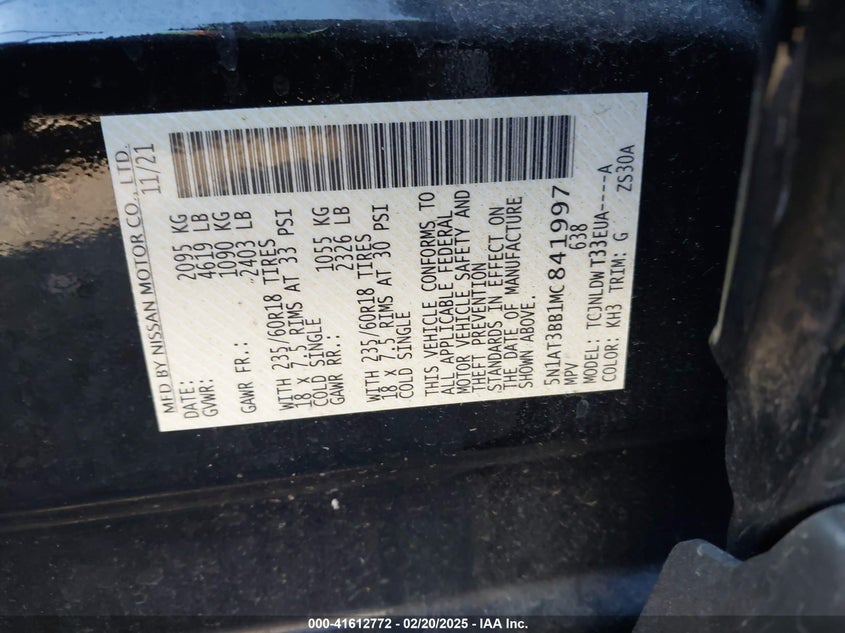 MFD BY NISSAN MOTOR CO., LTD.
DATE: 11/21
GVWR: 2095 KG
4619 LB
GAWR FR.: 1090 KG
2403 LB
WITH 235/60R18 TIRES
18 X 7.5 RIMS AT 33 PSI
COLD SINGLE
GAWR RR.: 1055 KG
2326 LB
WITH 235/60R18 TIRES
18 X 7.5 RIMS AT 30 PSI
COLD SINGLE
THIS VEHICLE CONFORMS TO
ALL APPLICABLE FEDERAL
MOTOR VEHICLE SAFETY AND
THEFT PREVENTION
STANDARDS IN EFFECT ON
THE DATE OF MANUFACTURE
SHOWN ABOVE.
5N1AT3BB1MC841997
MPV 638
MODEL: TCJNLDW T33EUA----A
COLOR: KH3 TRIM: G ZS30A
000-41612772 - 02/20/2025 - IAA Inc.